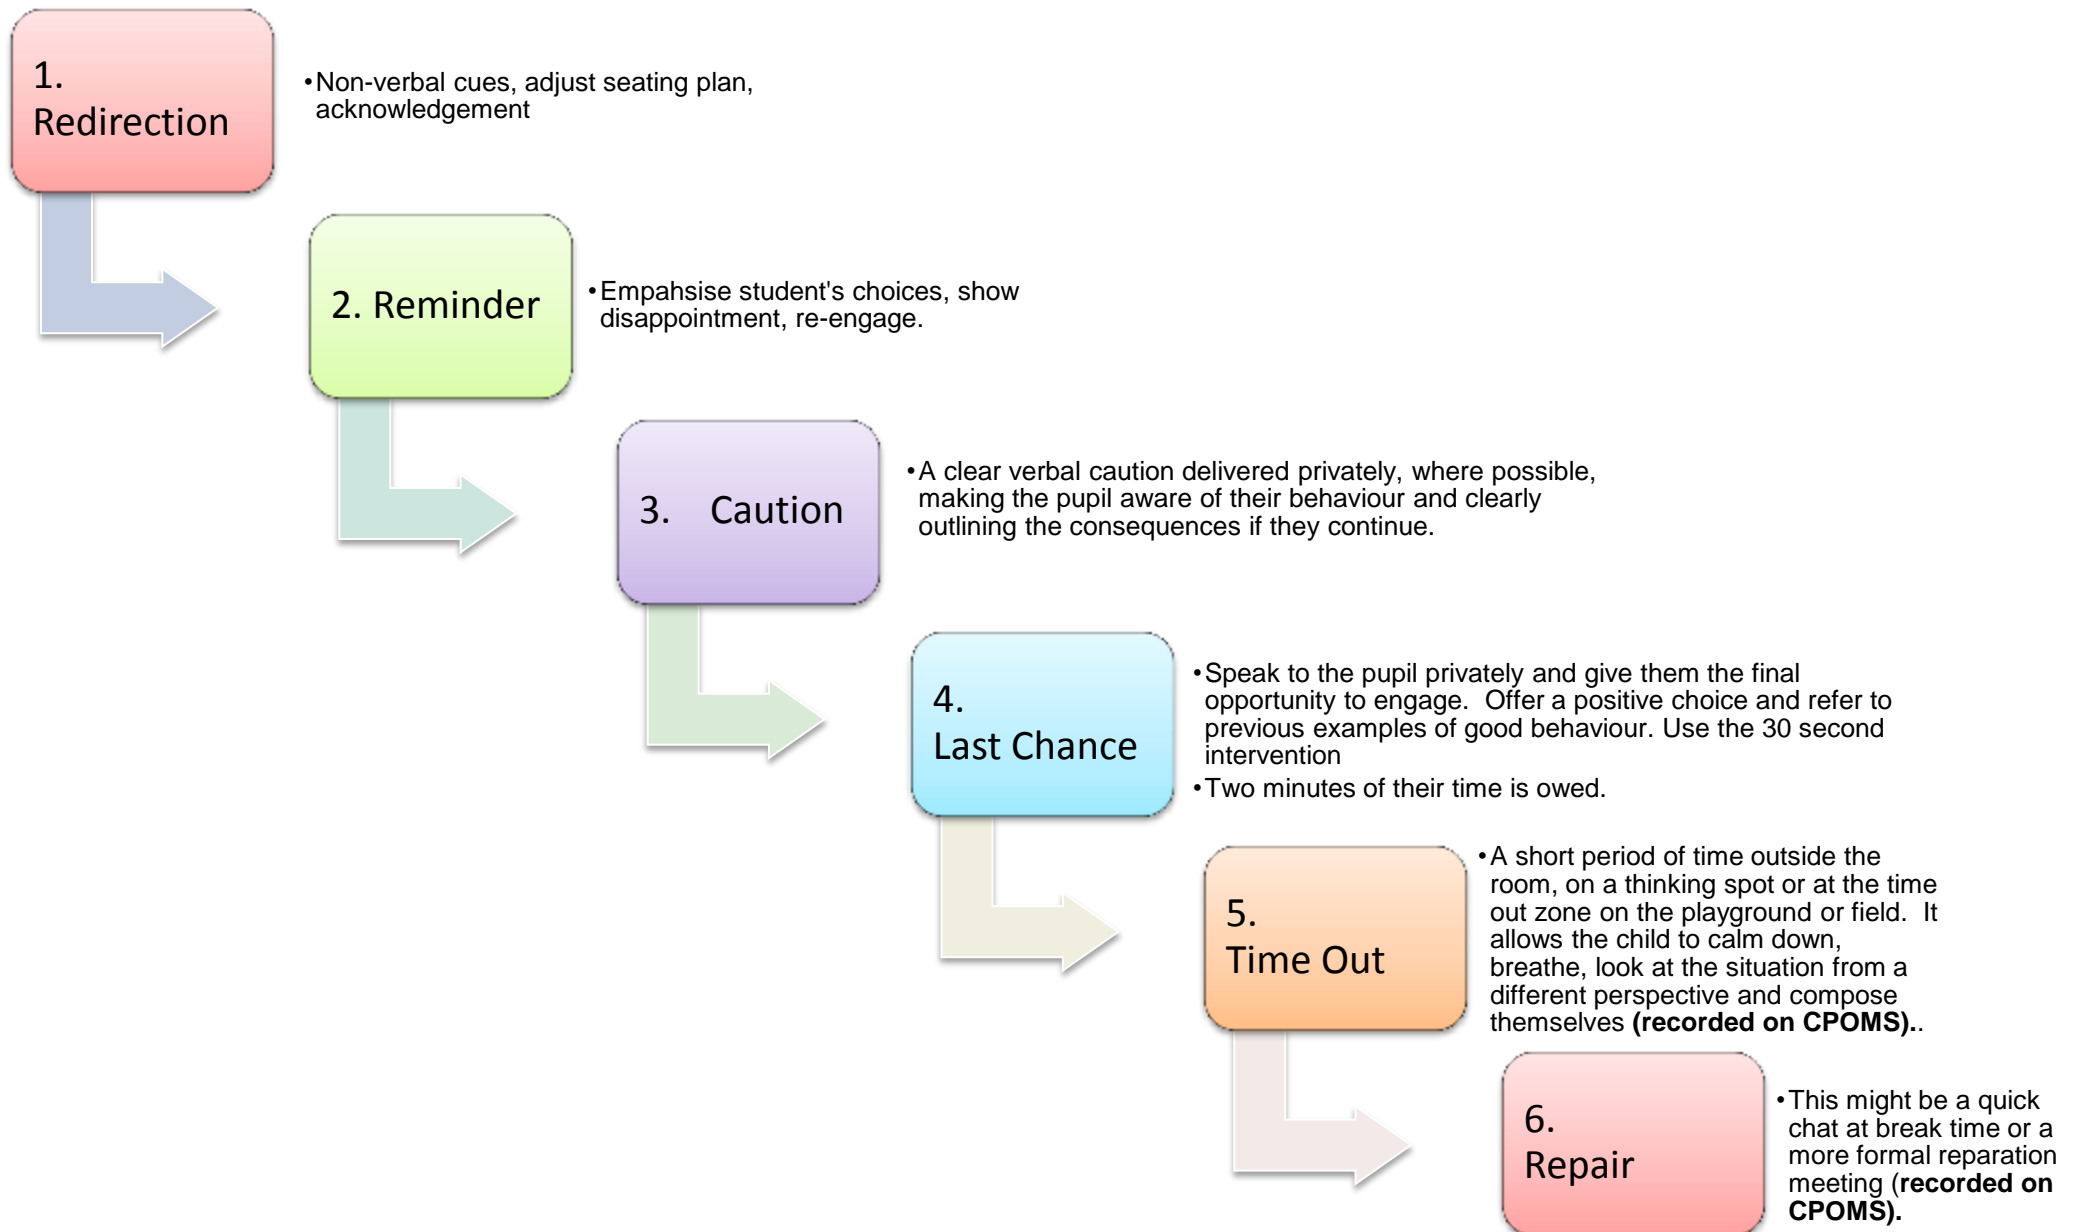 1.
Redirection
•Non-verbal cues, adjust seating plan,
acknowledgement
2. Reminder
•Empahsise student's choices, show
disappointment, re-engage.
3. Caution
•A clear verbal caution delivered privately, where possible,
making the pupil aware of their behaviour and clearly
outlining the consequences if they continue.
4.
Last Chance
•Speak to the pupil privately and give them the final
opportunity to engage.  Offer a positive choice and refer to
previous examples of good behaviour. Use the 30 second
intervention
•Two minutes of their time is owed.
5.
Time Out
•A short period of time outside the
room, on a thinking spot or at the time
out zone on the playground or field.  It
allows the child to calm down,
breathe, look at the situation from a
different perspective and compose
themselves (recorded on CPOMS)..
6.
Repair
•This might be a quick
chat at break time or a
more formal reparation
meeting (recorded on
CPOMS).